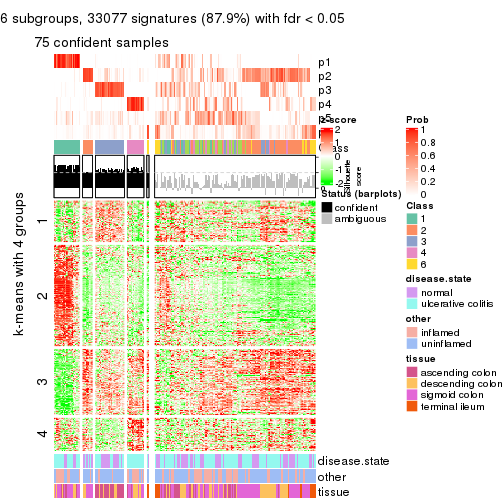 6 subgroups, 33077 signatures (87.9%) with fdr < 0.05
75 confident samples
p1
p2
p3
p4
p5
Class
k-means with 4 groups
1
2
3
4
disease.state
other
tissue
z-score
2
1
0
-1
-2
Silhouette
score
Status (barplots)
confident
ambiguous
Prob
1
0.8
0.6
0.4
0.2
0
Class
1
2
3
4
6
disease.state
normal
ulcerative colitis
other
inflamed
uninflamed
tissue
ascending colon
descending colon
sigmoid colon
terminal ileum